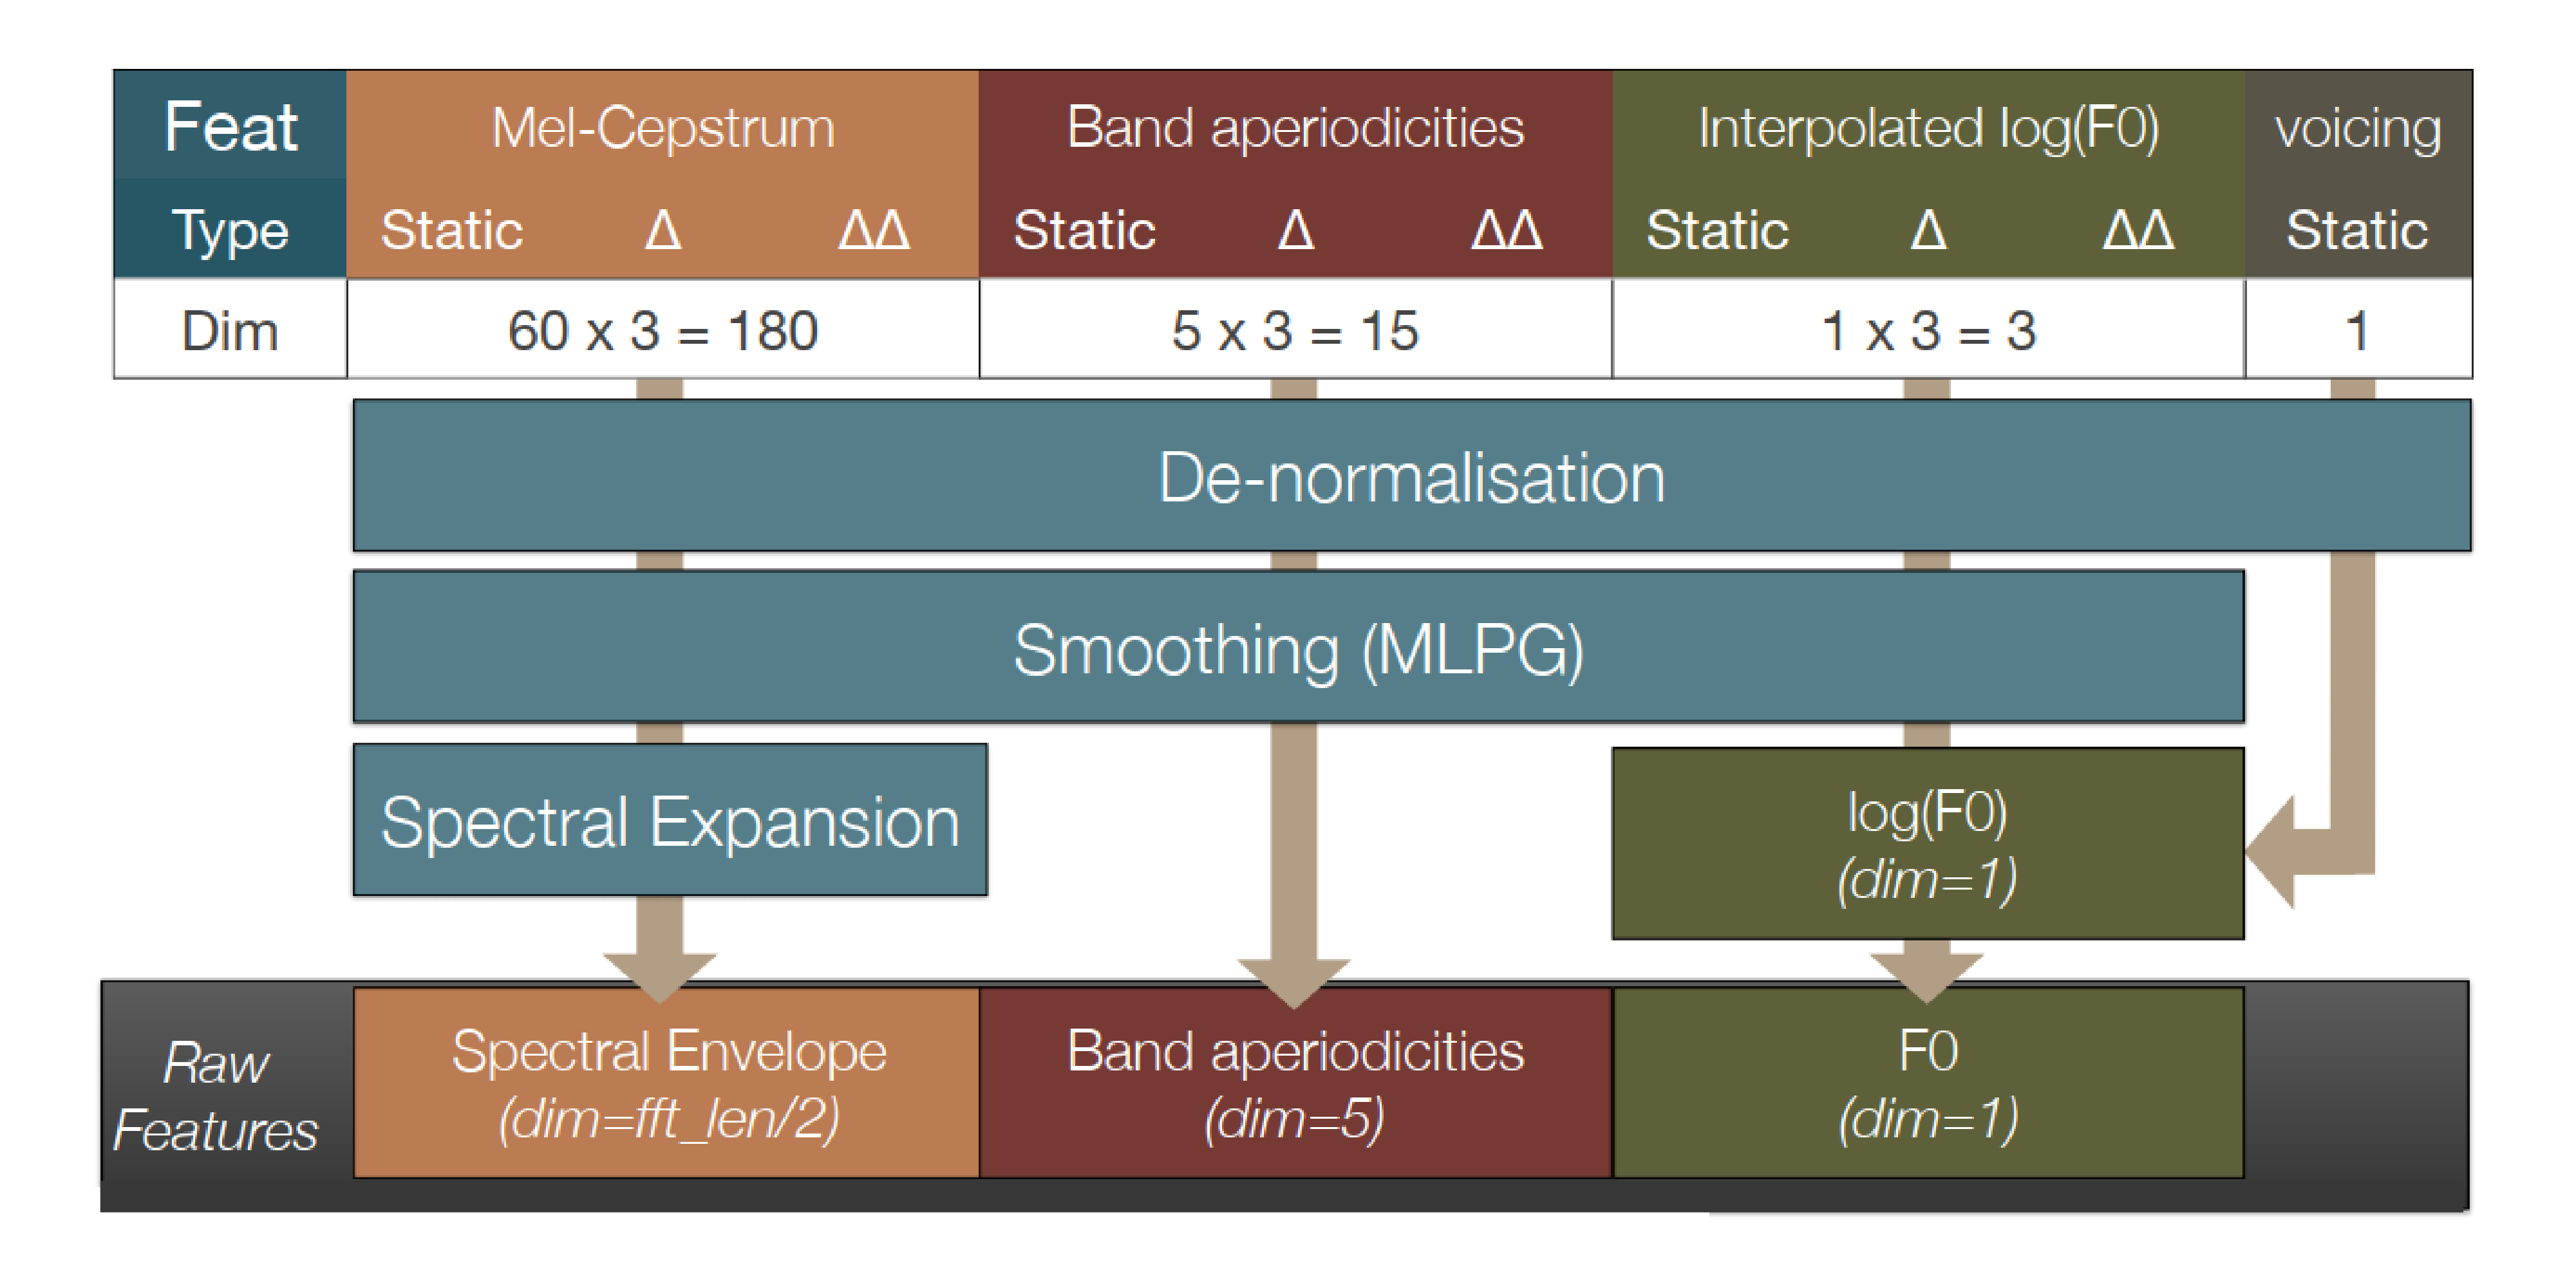 Feat Mel-Cepstrum Band aperiodicities Interpolated log(F0) voicing
Type Static Δ ΔΔ Static Δ ΔΔ Static Δ ΔΔ Static
Dim 60 x 3 = 180 5 x 3 = 15 1 x 3 = 3 1
De-normalisation
Smoothing (MLPG)
Spectral Expansion
log(F0)
(dim=1)
Raw
Features
Spectral Envelope
(dim=fft_len/2)
Band aperiodicities
(dim=5)
F0
(dim=1)